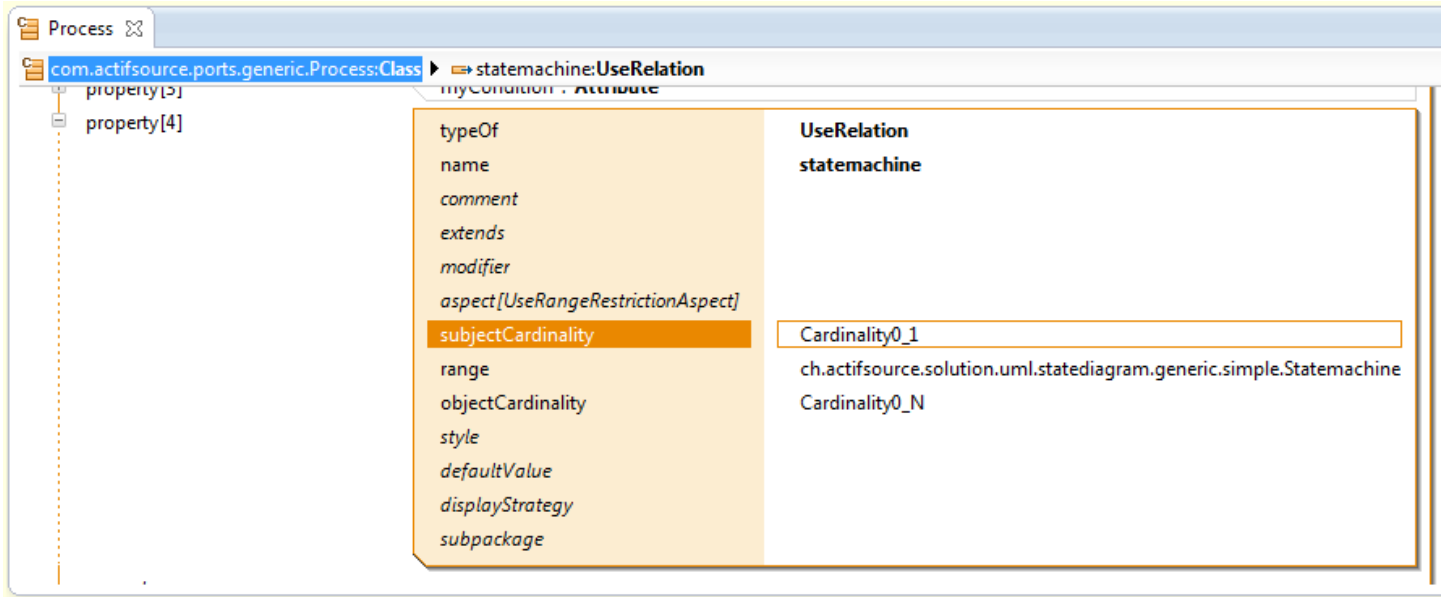 Process
com.actifsource.ports.generic.Process:Class statemachine:UseRelation
property[3] myCondition : Attribute
property[4]
typeOf UseRelation
name statemachine
comment
extends
modifier
aspect[UseRangeRestrictionAspect]
subjectCardinality Cardinality0_1
range ch.actifsource.solution.uml.statediagram.generic.simple.Statemachine
objectCardinality Cardinality0_N
style
defaultValue
displayStrategy
subpackage